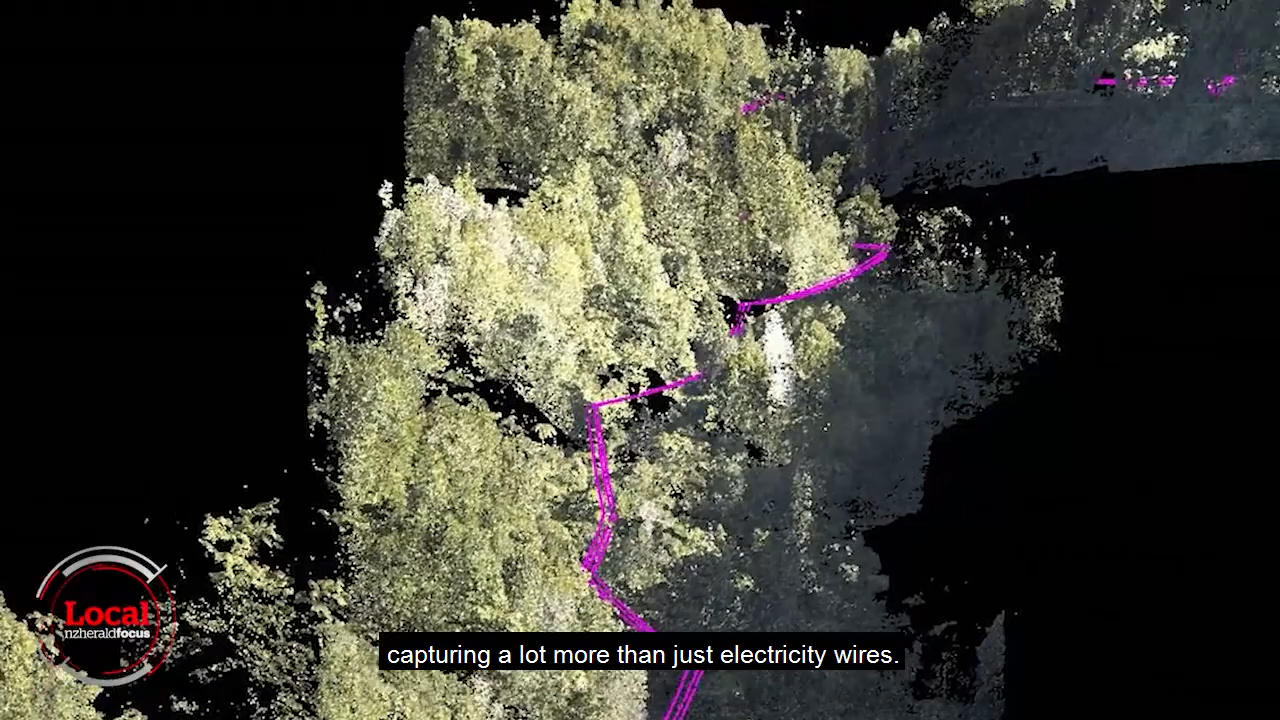 Local
nzheraldfocus
capturing a lot more than just electricity wires.